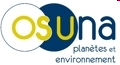 osuna
planètes et
environnement